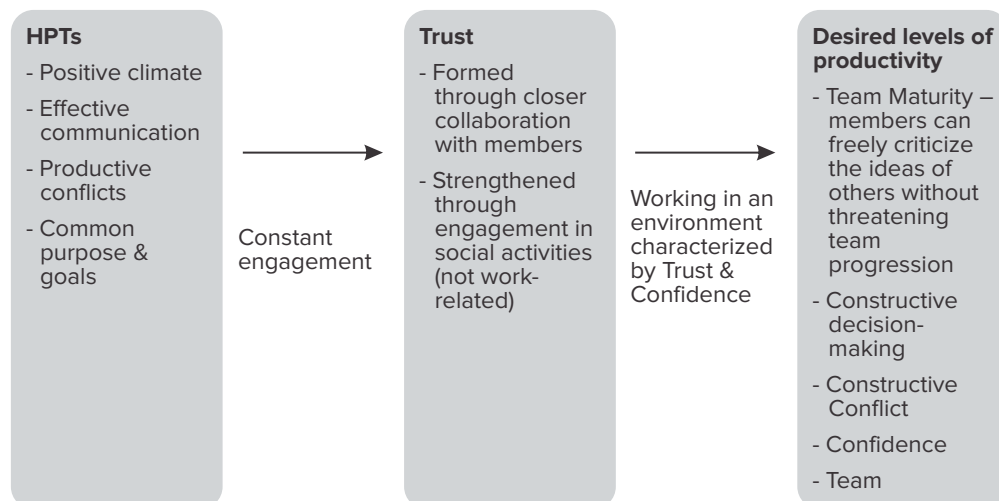 HPTs
- Positive climate
- Effective
communication
- Productive
conflicts
- Common
purpose &
goals
Constant
engagement
Trust
- Formed
through closer
collaboration
with members
- Strengthened
through
engagement in
social activities
(not work-
related)
Working in an
environment
characterized
by Trust &
Confidence
Desired levels of
productivity
- Team Maturity –
members can
freely criticize
the ideas of
others without
threatening
team
progression
- Constructive
decision-
making
- Constructive
Conflict
- Confidence
- Team